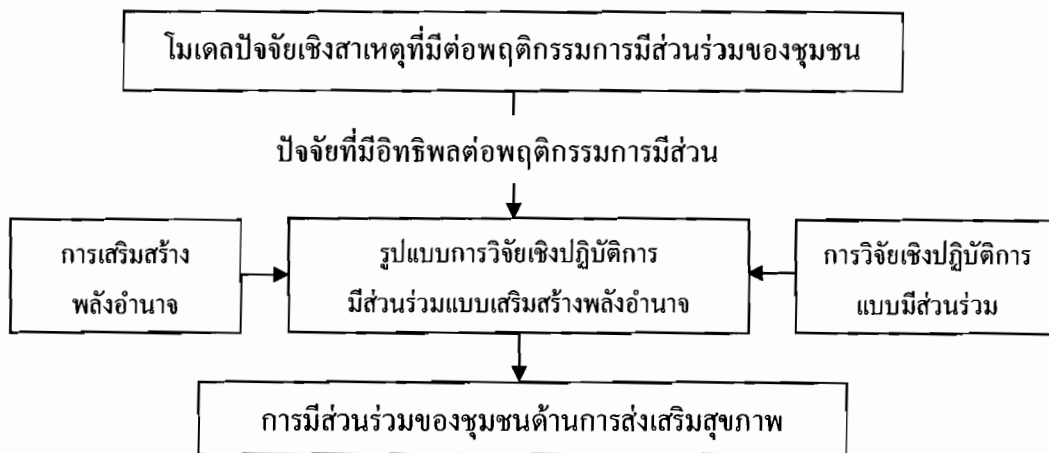 โมเดลปัจจัยเชิงสาเหตุที่มีต่อพฤติกรรมการมีส่วนร่วมของชุมชน
ปัจจัยที่มีอิทธิพลต่อพฤติกรรมการมีส่วน
การเสริมสร้าง
พลังอำนาจ
รูปแบบการวิจัยเชิงปฏิบัติการ
มีส่วนร่วมแบบเสริมสร้างพลังอำนาจ
การวิจัยเชิงปฏิบัติการ
แบบมีส่วนร่วม
การมีส่วนร่วมของชุมชนด้านการส่งเสริมสุขภาพ